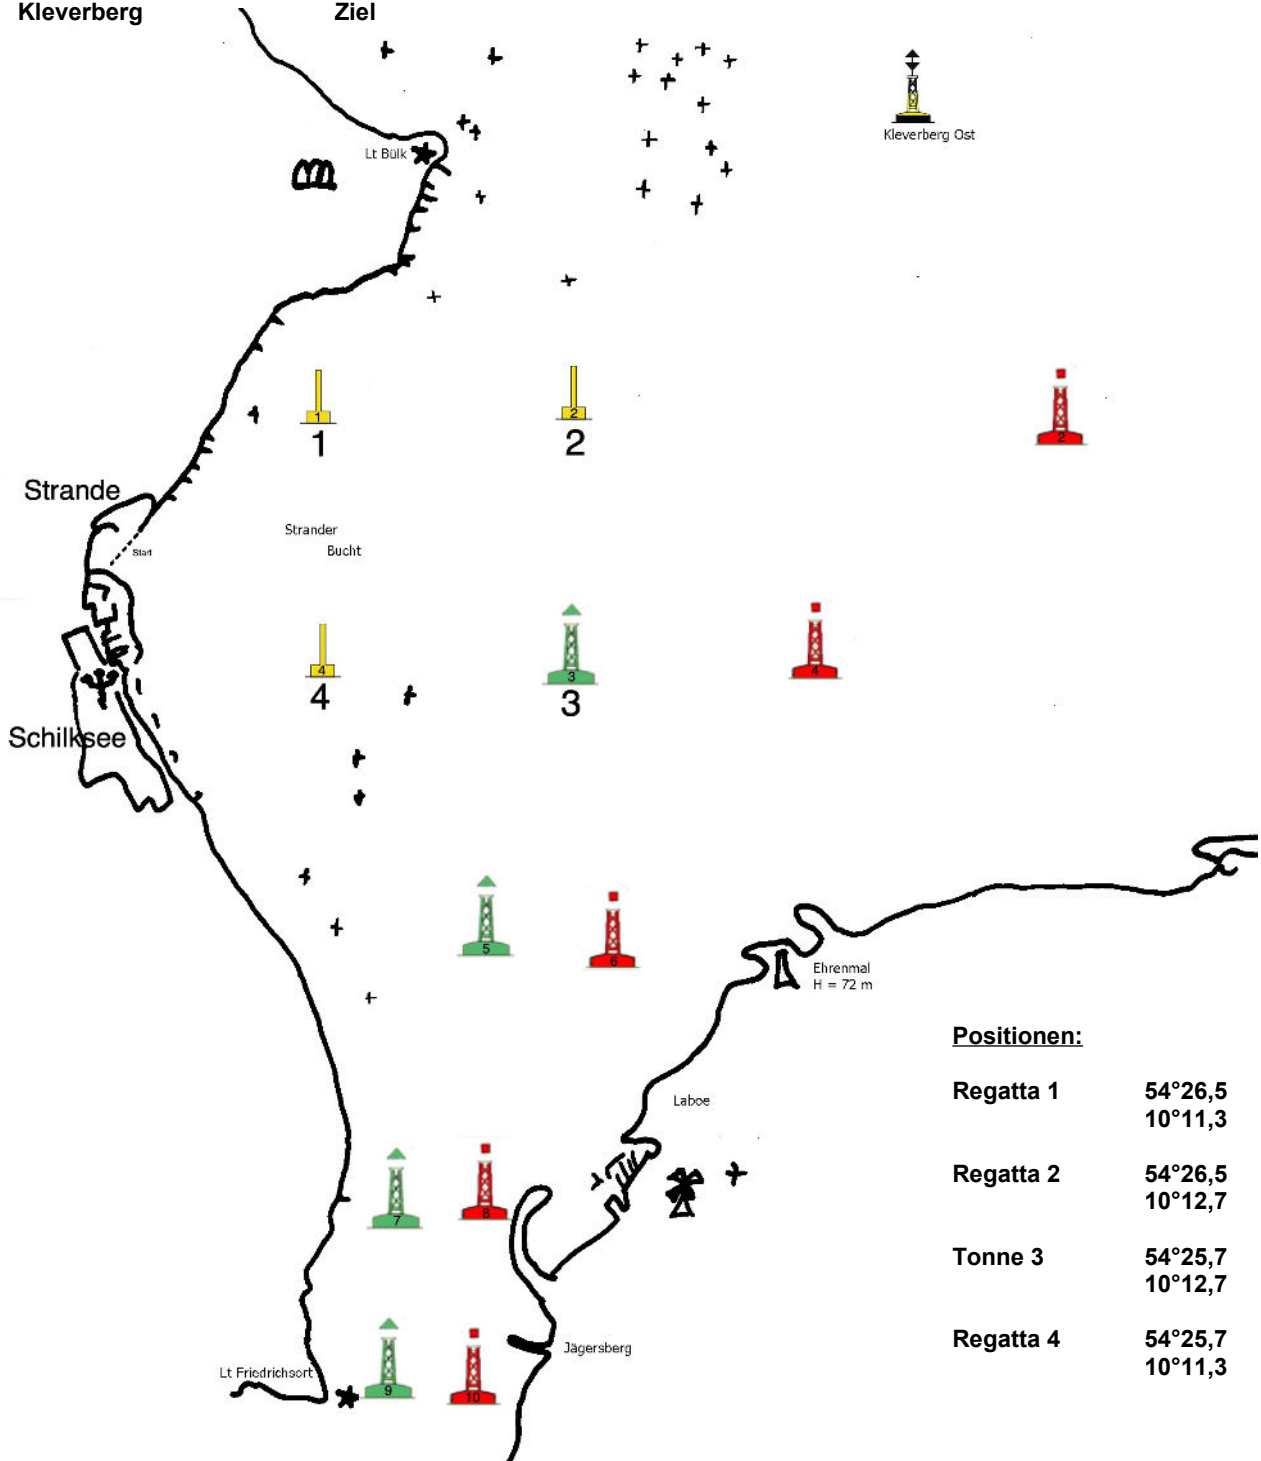 Kleverberg Ziel
Lt Bülk
Kleverberg Ost
1
2
2
1
2
Strande
Strander
Bucht
Start
4
3
4
4
3
Schilksee
5
6
Ehrenmal
H = 72 m
Positionen:
Regatta 1 54°26,5
10°11,3
Laboe
Regatta 2 54°26,5
10°12,7
7
8
Tonne 3 54°25,7
10°12,7
Regatta 4 54°25,7
10°11,3
Jägersberg
Lt Friedrichsort
9
10